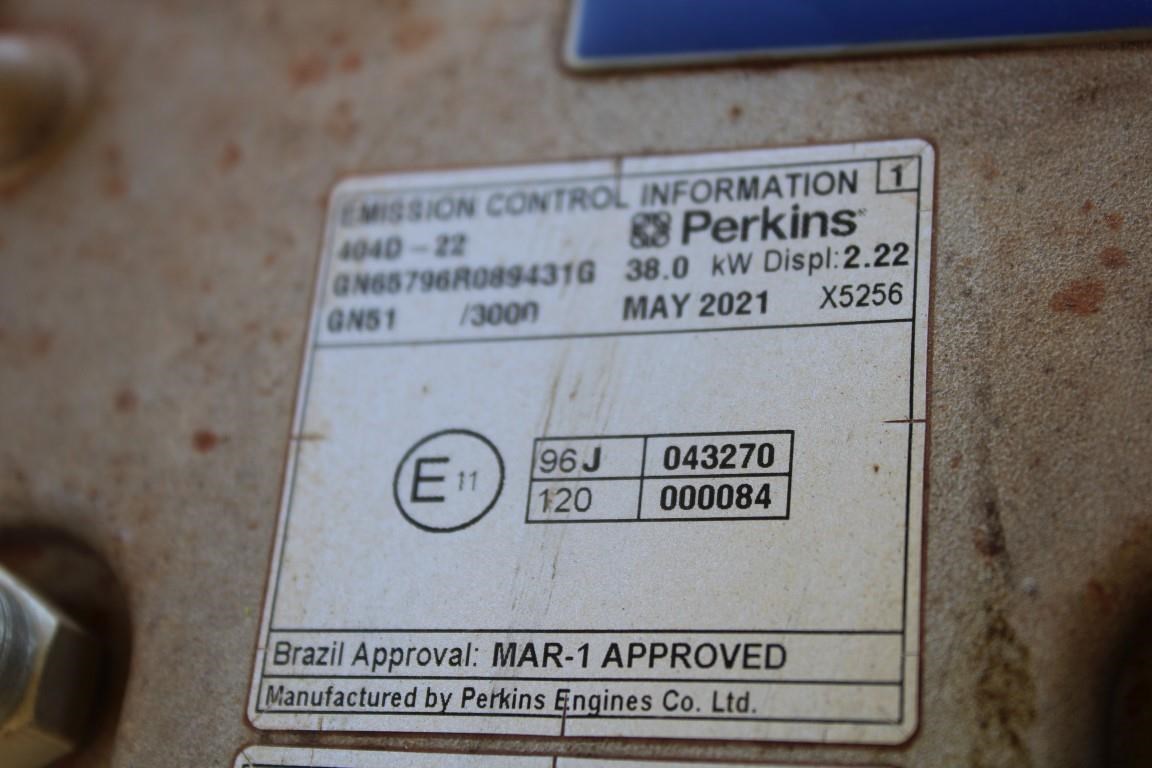 EMISSION CONTROL INFORMATION 1
404D - 22 Perkins
GN65796R089431G 38.0 kW Displ:2.22
GN51 /3000 MAY 2021 X5256
E 11
96J 043270
120 000084
Brazil Approval: MAR-1 APPROVED
Manufactured by Perkins Engines Co. Ltd.